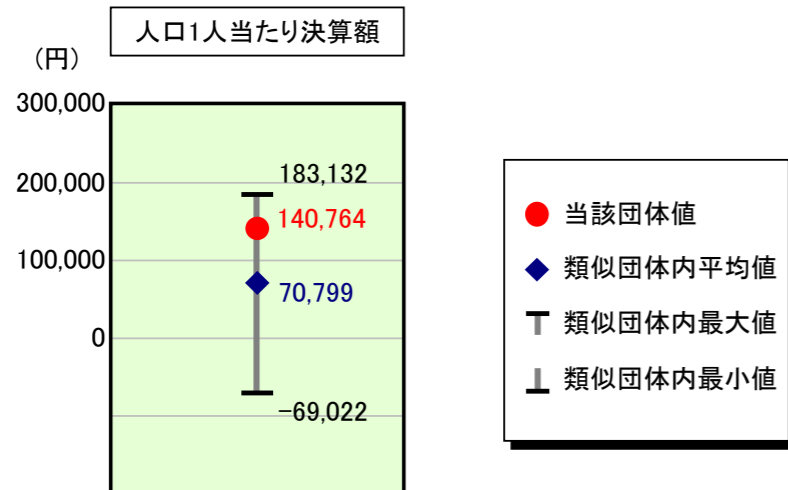 人口1人当たり決算額
(円)
300,000
200,000
100,000
0
183,132
140,764
70,799
-69,022
当該団体値
類似団体内平均値
類似団体内最大値
類似団体内最小値